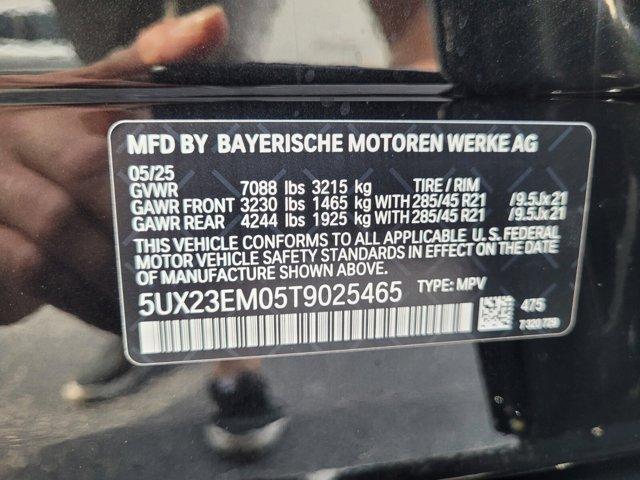 MFD BY BAYERISCHE MOTOREN WERKE AG
05/25
GVWR 7088 lbs 3215 kg TIRE / RIM
GAWR FRONT 3230 lbs 1465 kg WITH 285/45 R21 /9.5Jx21
GAWR REAR 4244 lbs 1925 kg WITH 285/45 R21 /9.5Jx21
THIS VEHICLE CONFORMS TO ALL APPLICABLE U.S. FEDERAL
MOTOR VEHICLE SAFETY STANDARDS IN EFFECT ON THE DATE
OF MANUFACTURE SHOWN ABOVE.
5UX23EM05T9025465 TYPE: MPV
475